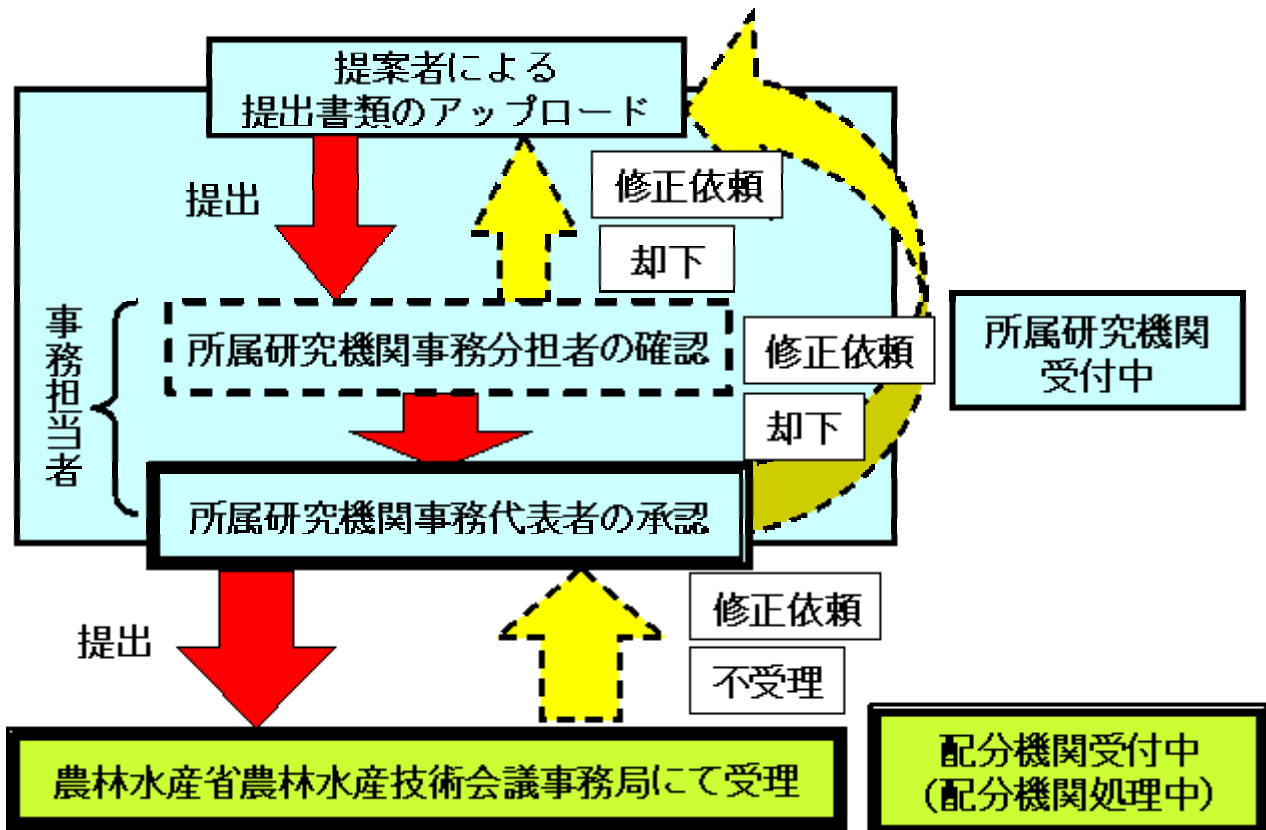 提案者による
提出書類のアップロード
提出
修正依頼
却下
事務担当者
所属研究機関事務分担者の確認
修正依頼
却下
所属研究機関
受付中
所属研究機関事務代表者の承認
提出
修正依頼
不受理
農林水産省農林水産技術会議事務局にて受理
配分機関受付中
(配分機関処理中)